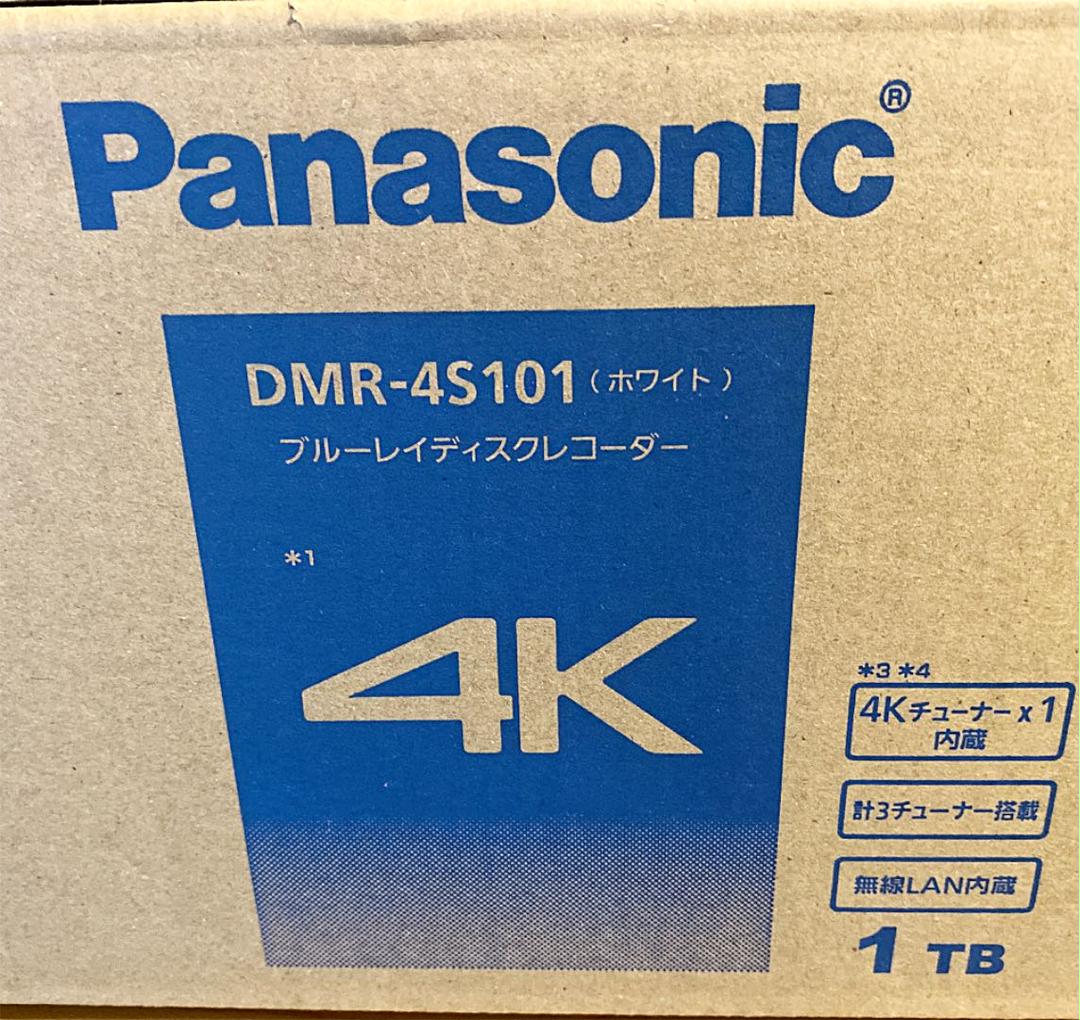 Panasonic®
DMR-4S101（ホワイト）
ブルーレイディスクレコーダー
*1
4K
*3 *4
4Kチューナー x 1
内蔵
計3チューナー搭載
無線LAN内蔵
1 TB